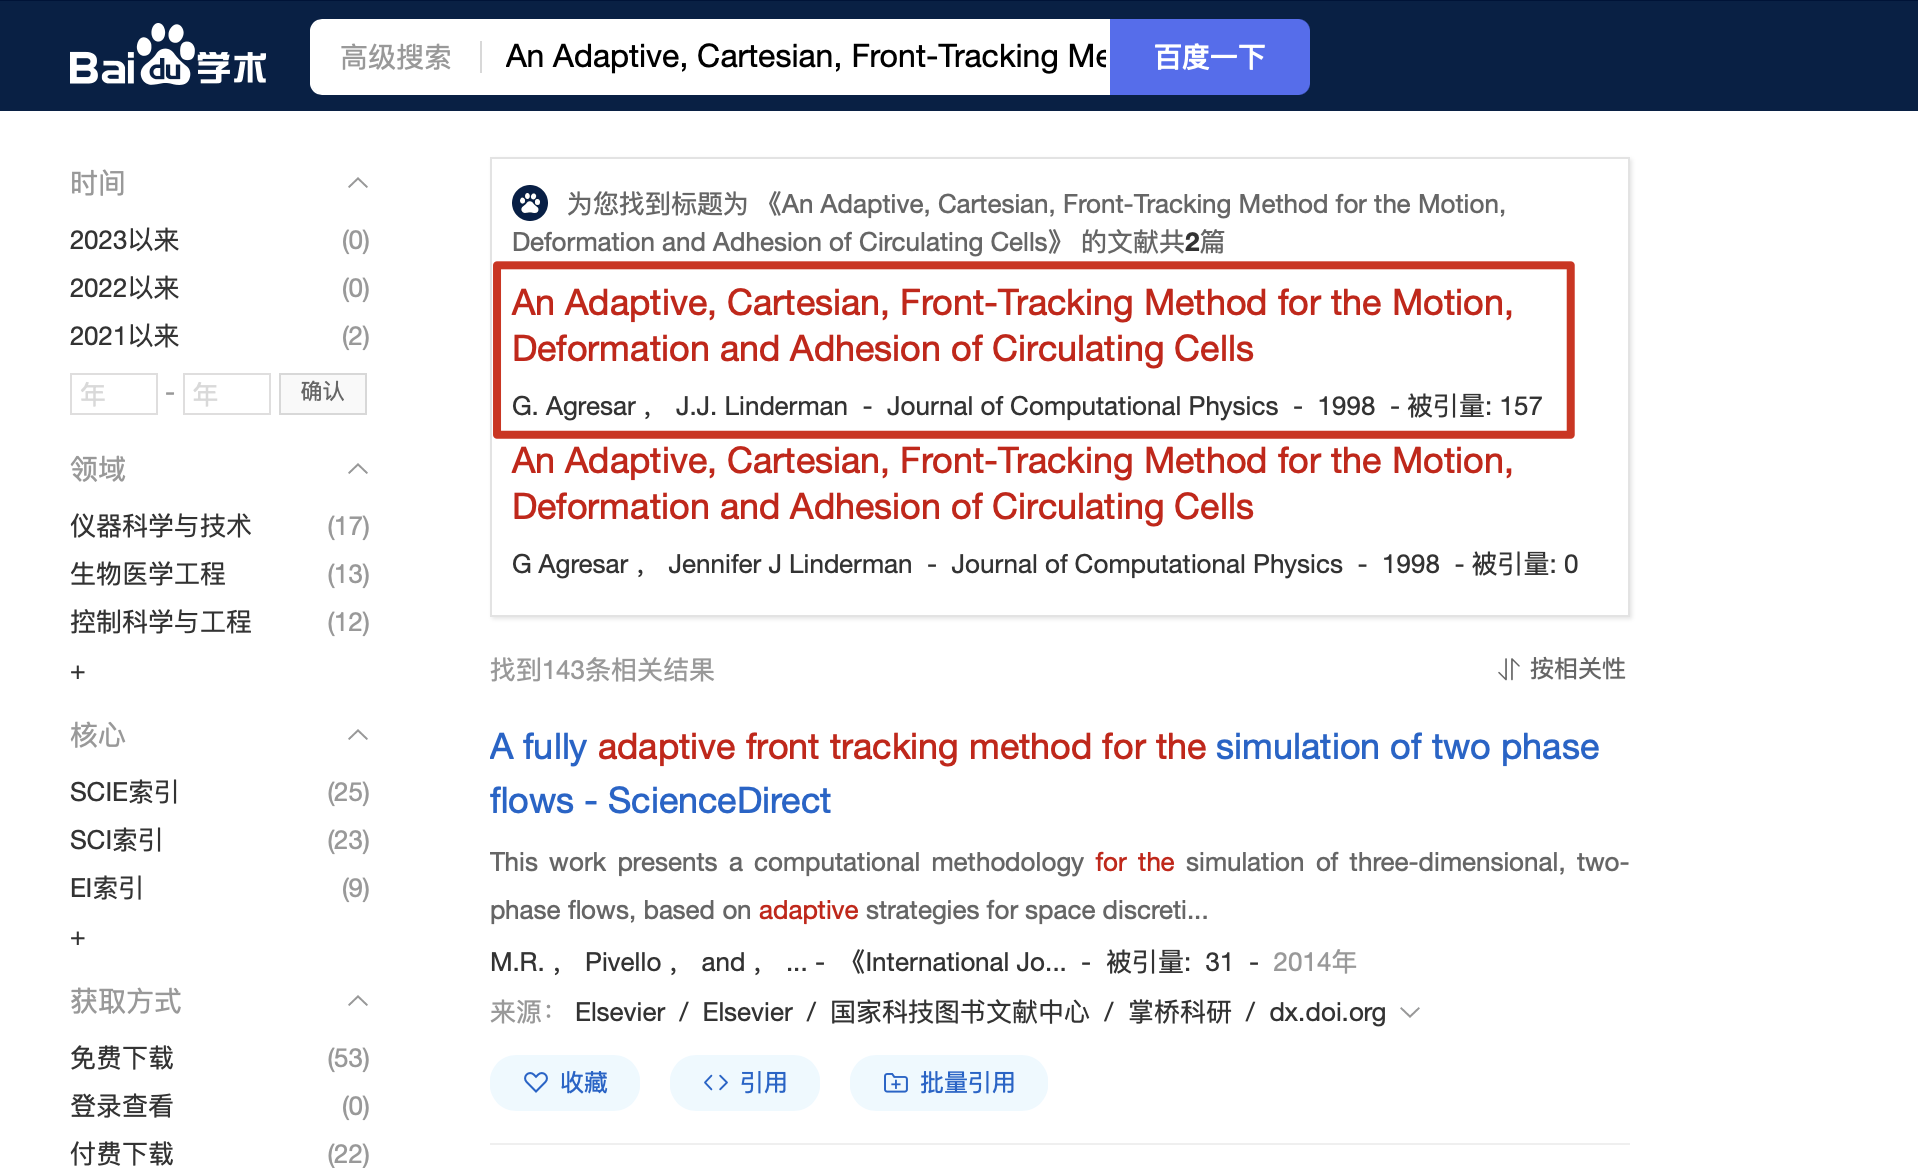 Baidu学术
高级搜索
An Adaptive, Cartesian, Front-Tracking Me
百度一下
时间
2023以来 (0)
2022以来 (0)
2021以来 (2)
年 - 年 确认
领域
仪器科学与技术 (17)
生物医学工程 (13)
控制科学与工程 (12)
+
核心
SCIE索引 (25)
SCI索引 (23)
EI索引 (9)
+
获取方式
免费下载 (53)
登录查看 (0)
付费下载 (22)
为您找到标题为 《An Adaptive, Cartesian, Front-Tracking Method for the Motion,
Deformation and Adhesion of Circulating Cells》 的文献共2篇
An Adaptive, Cartesian, Front-Tracking Method for the Motion,
Deformation and Adhesion of Circulating Cells
G. Agresar , J.J. Linderman - Journal of Computational Physics - 1998 - 被引量: 157
An Adaptive, Cartesian, Front-Tracking Method for the Motion,
Deformation and Adhesion of Circulating Cells
G Agresar , Jennifer J Linderman - Journal of Computational Physics - 1998 - 被引量: 0
找到143条相关结果
按相关性
A fully adaptive front tracking method for the simulation of two phase
flows - ScienceDirect
This work presents a computational methodology for the simulation of three-dimensional, two-
phase flows, based on adaptive strategies for space discreti...
M.R. , Pivello , and , ... - 《International Jo... - 被引量: 31 - 2014年
来源： Elsevier / Elsevier / 国家科技图书文献中心 / 掌桥科研 / dx.doi.org
收藏
<> 引用
批量引用